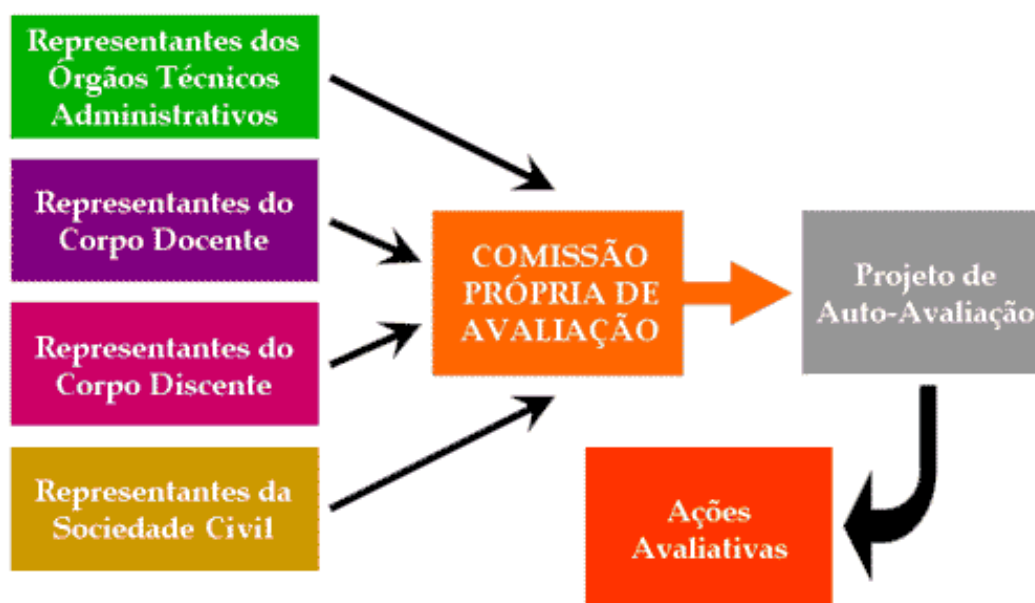 Representantes dos
Órgãos Técnicos
Administrativos
Representantes do
Corpo Docente
Representantes do
Corpo Discente
Representantes da
Sociedade Civil
COMISSÃO
PRÓPRIA DE
AVALIAÇÃO
Projeto de
Auto-Avaliação
Ações
Avaliativas